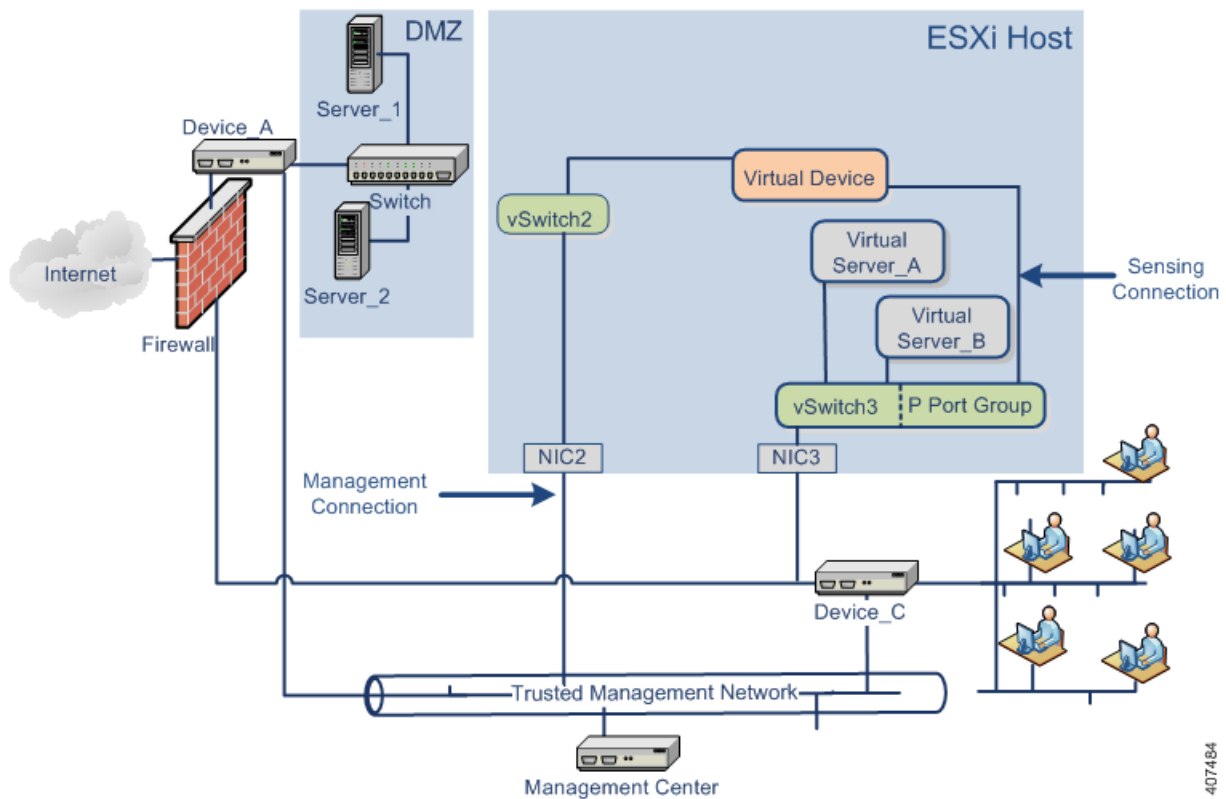 DMZ
ESXi Host
Server_1
Device_A
Switch
Server_2
Internet
Firewall
Virtual Device
vSwitch2
Virtual
Server_A
Virtual
Server_B
Sensing
Connection
vSwitch3
P Port Group
NIC2
NIC3
Management
Connection
Device_C
Trusted Management Network
Management Center
407484